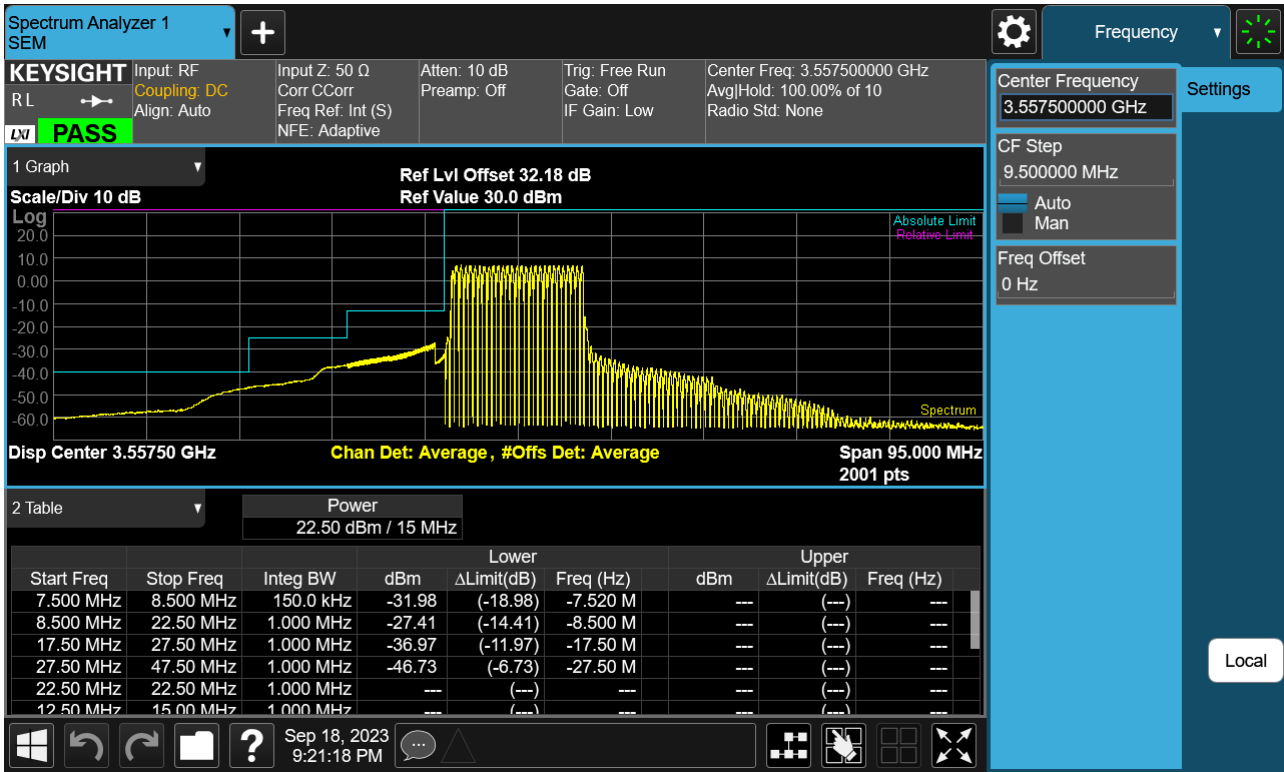 Spectrum Analyzer 1
SEM
Frequency
KEYSIGHT
RL
LXI PASS
Input: RF
Coupling: DC
Align: Auto
Input Z: 50 Ω
Corr CCorr
Freq Ref: Int (S)
NFE: Adaptive
Atten: 10 dB
Preamp: Off
Trig: Free Run
Gate: Off
IF Gain: Low
Center Freq: 3.557500000 GHz
Avg|Hold: 100.00% of 10
Radio Std: None
Center Frequency
3.557500000 GHz
Settings
CF Step
9.500000 MHz
Auto
Man
Freq Offset
0 Hz
1 Graph
Scale/Div 10 dB
Ref Lvl Offset 32.18 dB
Ref Value 30.0 dBm
Log
Absolute Limit
Relative Limit
20.0
10.0
0.00
-10.0
-20.0
-30.0
-40.0
-50.0
-60.0
Spectrum
Disp Center 3.55750 GHz
Chan Det: Average, #Offs Det: Average
Span 95.000 MHz
2001 pts
2 Table
Power
22.50 dBm / 15 MHz
Lower Upper
Start Freq Stop Freq Integ BW dBm ΔLimit(dB) Freq (Hz) dBm ΔLimit(dB) Freq (Hz)
7.500 MHz 8.500 MHz 150.0 kHz -31.98 (-18.98) -7.520 M --- (---) ---
8.500 MHz 22.50 MHz 1.000 MHz -27.41 (-14.41) -8.500 M --- (---) ---
17.50 MHz 27.50 MHz 1.000 MHz -36.97 (-11.97) -17.50 M --- (---) ---
27.50 MHz 47.50 MHz 1.000 MHz -46.73 (-6.73) -27.50 M --- (---) ---
22.50 MHz 22.50 MHz 1.000 MHz --- (---) --- --- (---) ---
12.50 MHz 15.00 MHz 1.000 MHz --- (---) --- --- (---) ---
Local
?
Sep 18, 2023
9:21:18 PM